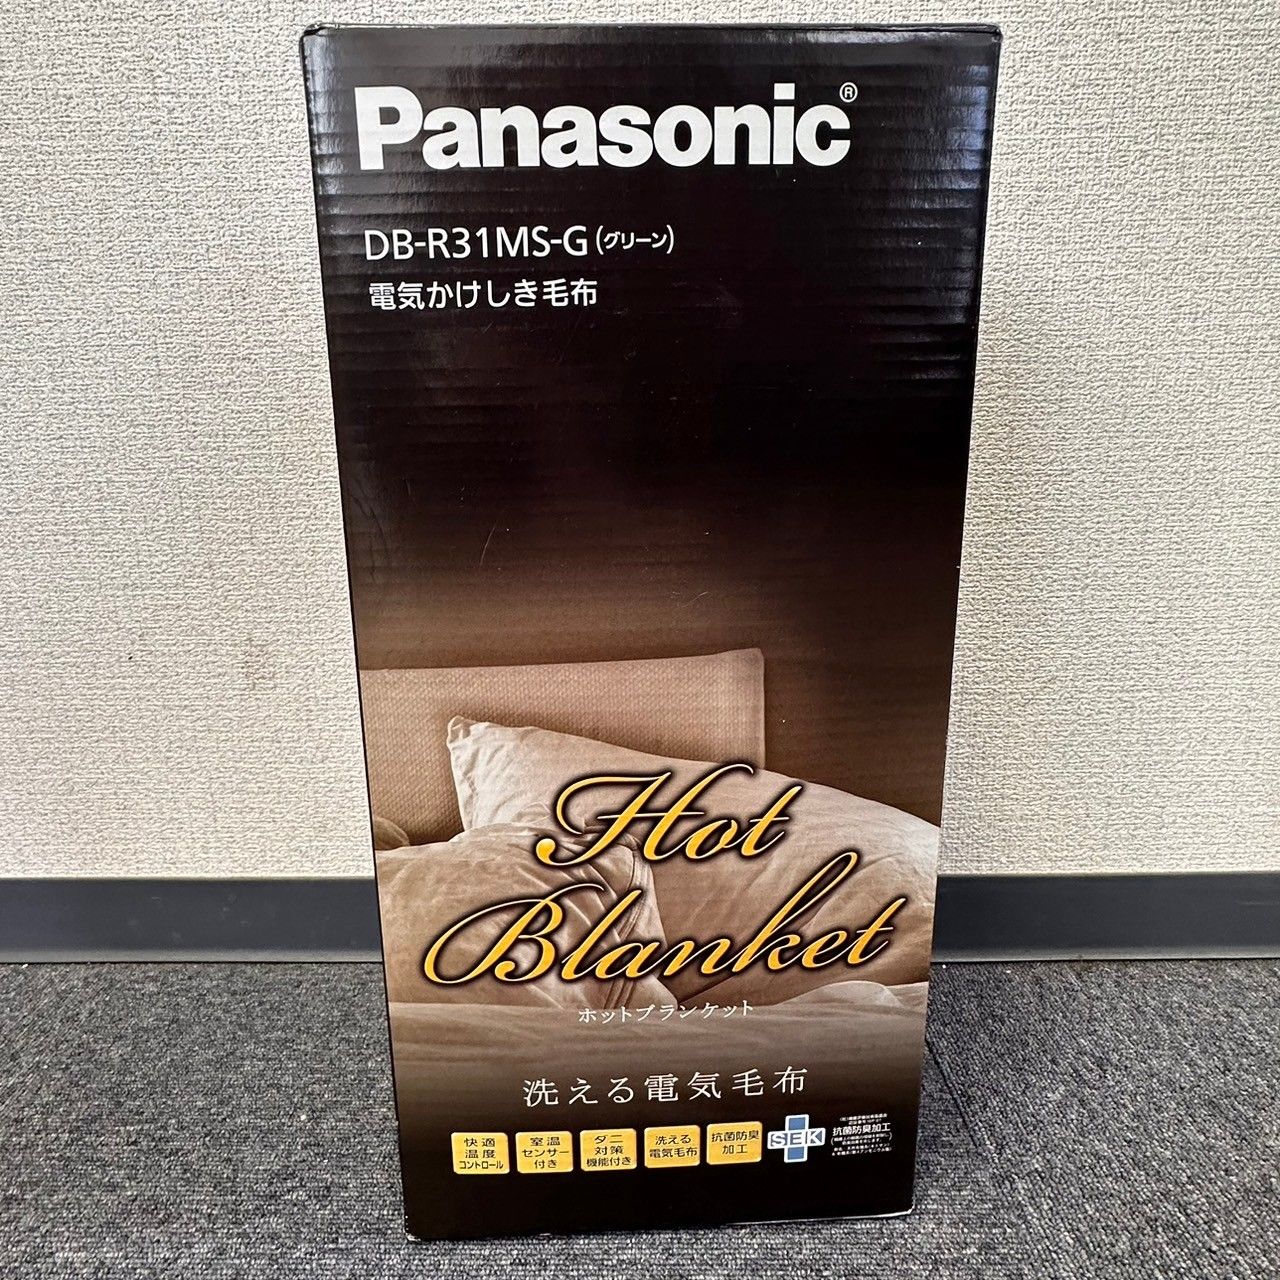 Panasonic®
DB-R31MS-G (グリーン)
電気かけしき毛布
Hot
Blanket
ホットブランケット
洗える電気毛布
快適
温度
コントロール
室温
センサー
付き
ダニ
対策
機能付き
洗える
電気毛布
抗菌防臭
加工
SEK
抗菌防臭加工